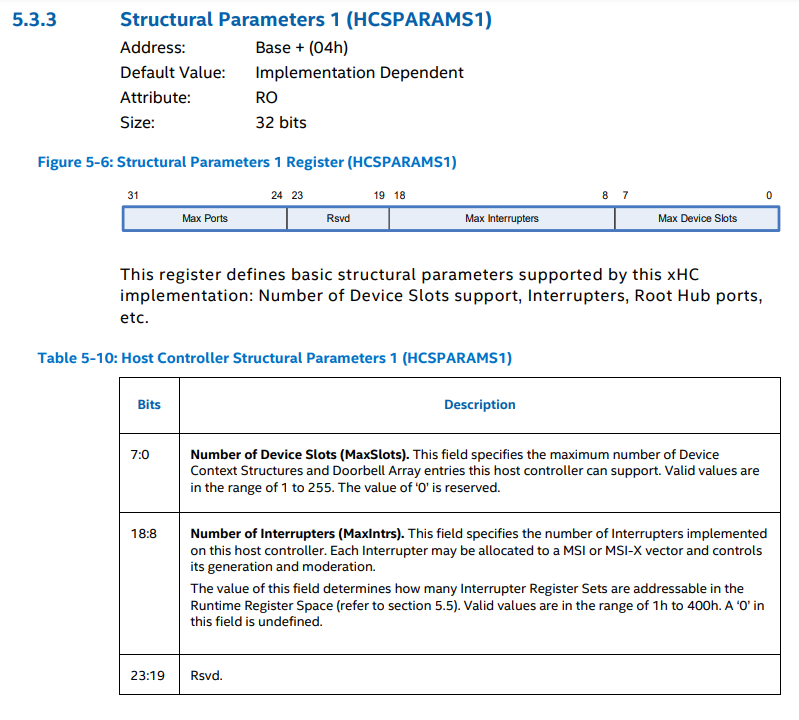 5.3.3 Structural Parameters 1 (HCSPARAMS1)
Address: Base + (04h)
Default Value: Implementation Dependent
Attribute: RO
Size: 32 bits
Figure 5-6: Structural Parameters 1 Register (HCSPARAMS1)
31 24 23 19 18 8 7 0
Max Ports Rsvd Max Interrupters Max Device Slots
This register defines basic structural parameters supported by this xHC
implementation: Number of Device Slots support, Interrupters, Root Hub ports,
etc.
Table 5-10: Host Controller Structural Parameters 1 (HCSPARAMS1)
Bits Description
7:0 Number of Device Slots (MaxSlots). This field specifies the maximum number of Device
Context Structures and Doorbell Array entries this host controller can support. Valid values are
in the range of 1 to 255. The value of ‘0’ is reserved.
18:8 Number of Interrupters (MaxIntrs). This field specifies the number of Interrupters implemented
on this host controller. Each Interrupter may be allocated to a MSI or MSI-X vector and controls
its generation and moderation.
The value of this field determines how many Interrupter Register Sets are addressable in the
Runtime Register Space (refer to section 5.5). Valid values are in the range of 1h to 400h. A ‘0’ in
this field is undefined.
23:19 Rsvd.